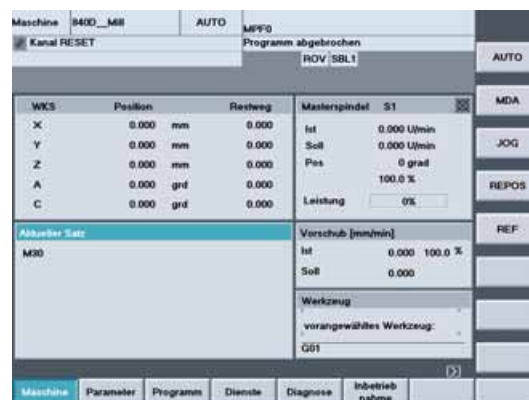 Maschine 840D__Mill AUTO MPF0
Kanal RESET Programm abgebrochen
ROV SBL1
AUTO
MDA
JOG
REPOS
REF
WKS Position Restweg
X 0.000 mm 0.000
Y 0.000 mm 0.000
Z 0.000 mm 0.000
A 0.000 grd 0.000
C 0.000 grd 0.000
Masterspindel S1
Ist 0.000 U/min
Soll 0.000 U/min
Pos 0 grad
100.0 %
Leistung 0%
Aktueller Satz
M30
Vorschub [mm/min]
Ist 0.000 100.0 %
Soll 0.000
Werkzeug
vorangewähltes Werkzeug:
G01
Maschine Parameter Programm Dienste Diagnose Inbetrieb
nahme